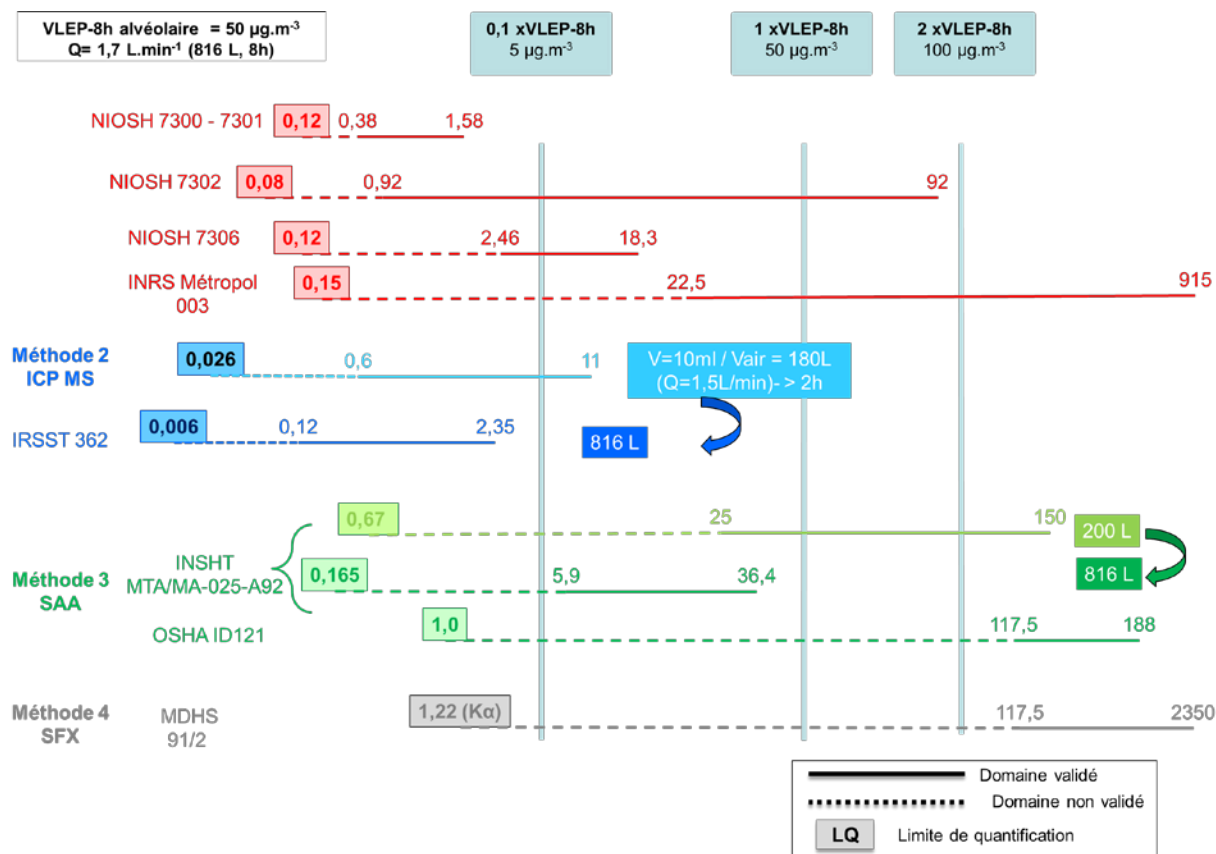 VLEP-8h alvéolaire = 50 µg.m⁻³
Q= 1,7 L.min⁻¹ (816 L, 8h)
0,1 xVLEP-8h
5 µg.m⁻³
1 xVLEP-8h
50 µg.m⁻³
2 xVLEP-8h
100 µg.m⁻³
NIOSH 7300 - 7301 0,12 0,38 1,58
NIOSH 7302 0,08 0,92 92
NIOSH 7306 0,12 2,46 18,3
INRS Métropol
003
0,15 22,5 915
Méthode 2
ICP MS
0,026 0,6 11
V=10ml / Vair = 180L
(Q=1,5L/min)- > 2h
IRSST 362 0,006 0,12 2,35 816 L
0,67 25 150 200 L
Méthode 3
SAA
INSHT
MTA/MA-025-A92
0,165 5,9 36,4 816 L
OSHA ID121 1,0 117,5 188
Méthode 4
SFX
MDHS
91/2
1,22 (Kα) 117,5 2350
Domaine validé
Domaine non validé
LQ Limite de quantification